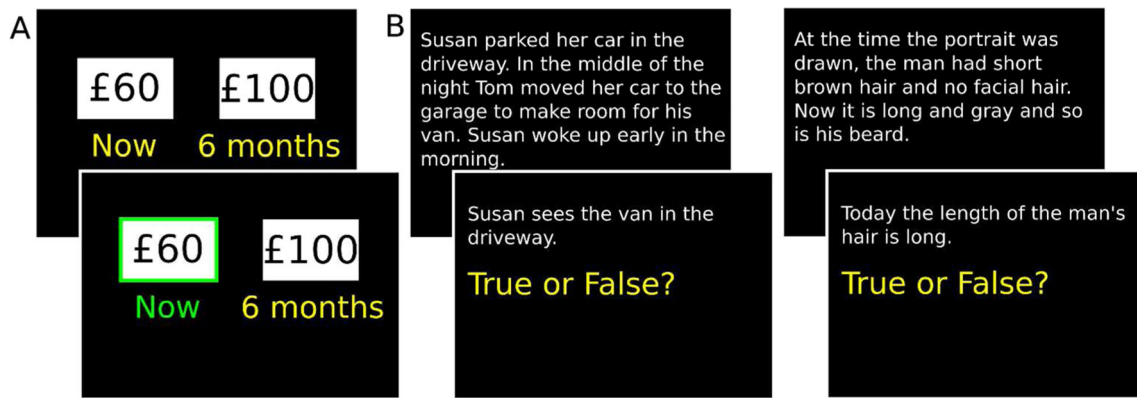 A
£60 £100
Now 6 months
£60 £100
Now 6 months
B
Susan parked her car in the
driveway. In the middle of the
night Tom moved her car to the
garage to make room for his
van. Susan woke up early in the
morning.
Susan sees the van in the
driveway.
True or False?
At the time the portrait was
drawn, the man had short
brown hair and no facial hair.
Now it is long and gray and so
is his beard.
Today the length of the man's
hair is long.
True or False?